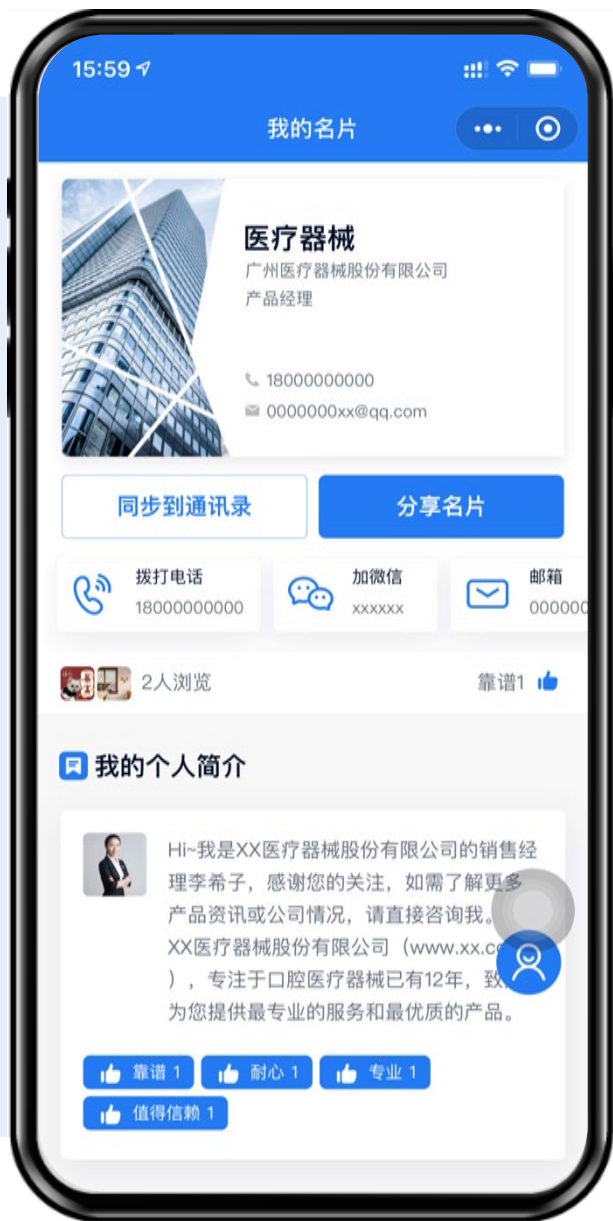 15:59
我的名片
医疗器械
广州医疗器械股份有限公司
产品经理
18000000000
0000000xx@qq.com
同步到通讯录
分享名片
拨打电话
18000000000
加微信
xxxxxx
邮箱
000000
2人浏览
靠谱1
我的个人简介
Hi~我是XX医疗器械股份有限公司的销售经
理李希子，感谢您的关注，如需了解更多
产品资讯或公司情况，请直接咨询我。
XX医疗器械股份有限公司（www.xx.c
），专注于口腔医疗器械已有12年，致
为您提供最专业的服务和最优质的产品。
靠谱 1
耐心 1
专业 1
值得信赖 1